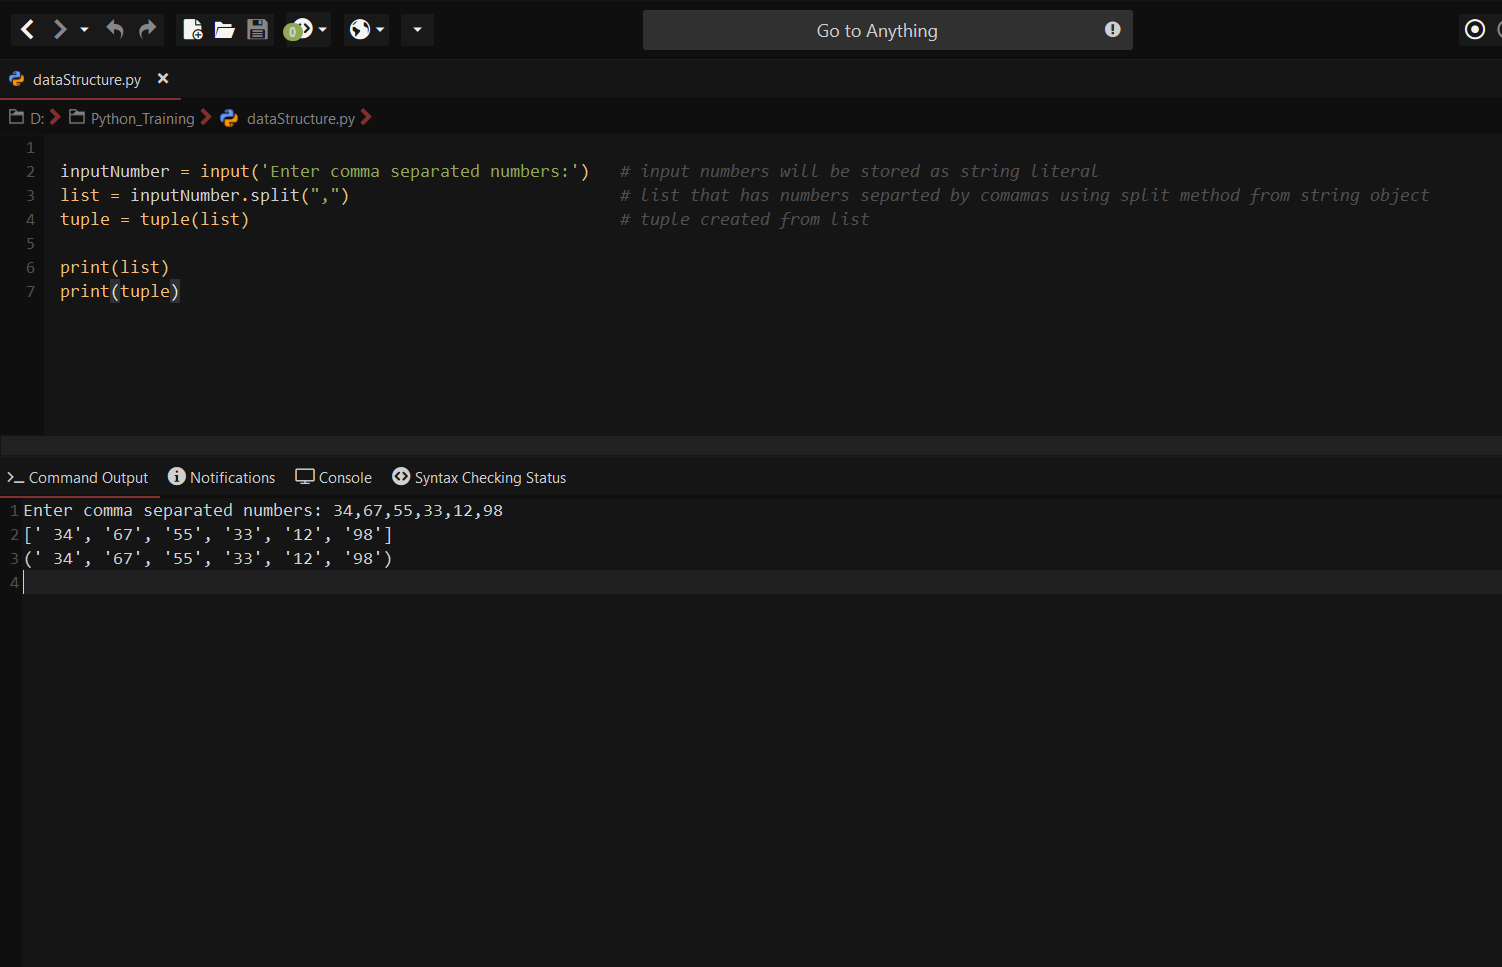 0
Go to Anything
dataStructure.py
D: Python_Training dataStructure.py
1
2 inputNumber = input('Enter comma separated numbers:') # input numbers will be stored as string literal
3 list = inputNumber.split(",") # list that has numbers separted by comamas using split method from string object
4 tuple = tuple(list) # tuple created from list
5
6 print(list)
7 print(tuple)
Command Output Notifications Console Syntax Checking Status
1 Enter comma separated numbers: 34,67,55,33,12,98
2 [' 34', '67', '55', '33', '12', '98']
3 (' 34', '67', '55', '33', '12', '98')
4